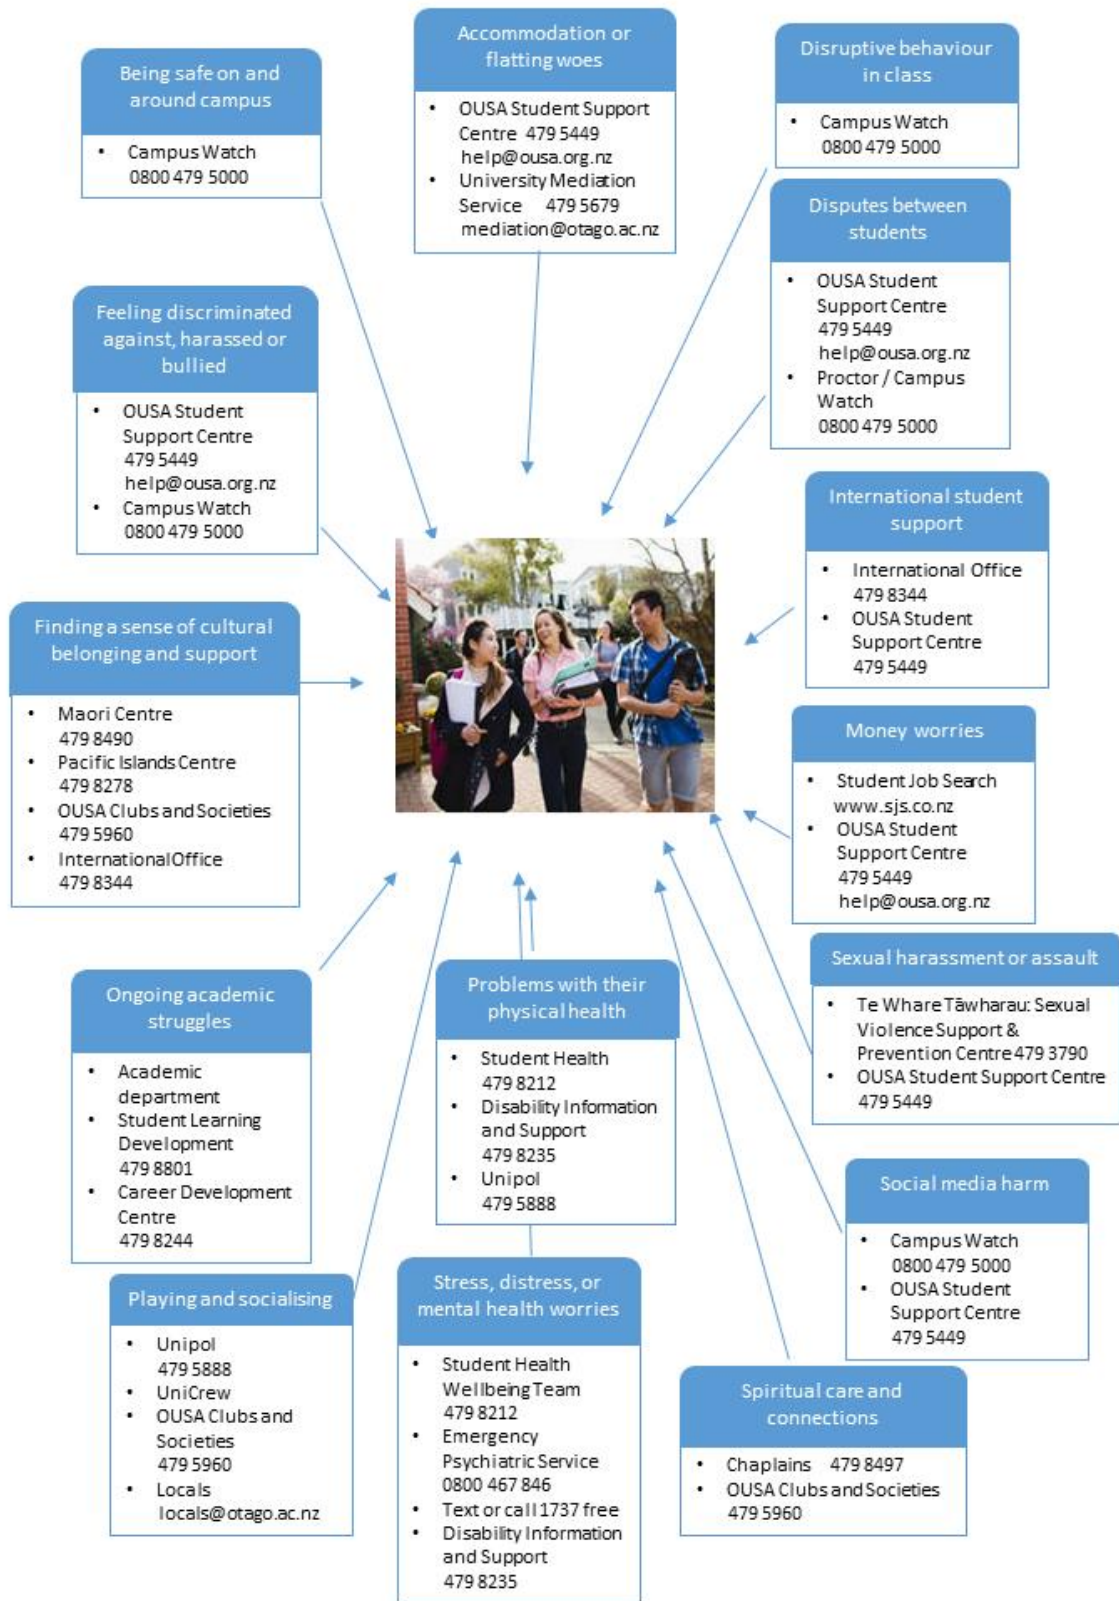 Being safe on and
around campus
• Campus Watch
0800 479 5000
Accommodation or
flatting woes
• OUSA Student Support
Centre 479 5449
help@ousa.org.nz
• University Mediation
Service 479 5679
mediation@otago.ac.nz
Disruptive behaviour
in class
• Campus Watch
0800 479 5000
Disputes between
students
• OUSA Student
Support Centre
479 5449
help@ousa.org.nz
• Proctor / Campus
Watch
0800 479 5000
Feeling discriminated
against, harassed or
bullied
• OUSA Student
Support Centre
479 5449
help@ousa.org.nz
• Campus Watch
0800 479 5000
International student
support
• International Office
479 8344
• OUSA Student
Support Centre
479 5449
Finding a sense of cultural
belonging and support
• Maori Centre
479 8490
• Pacific Islands Centre
479 8278
• OUSA Clubs and Societies
479 5960
• International Office
479 8344
Money worries
• Student Job Search
www.sjs.co.nz
• OUSA Student
Support Centre
479 5449
help@ousa.org.nz
Sexual harassment or assault
• Te Whare Tāwharau: Sexual
Violence Support &
Prevention Centre 479 3790
• OUSA Student Support Centre
479 5449
Ongoing academic
struggles
• Academic
department
• Student Learning
Development
479 8801
• Career Development
Centre
479 8244
Problems with their
physical health
• Student Health
479 8212
• Disability Information
and Support
479 8235
• Unipol
479 5888
Social media harm
• Campus Watch
0800 479 5000
• OUSA Student
Support Centre
479 5449
Playing and socialising
• Unipol
479 5888
• UniCrew
• OUSA Clubs and
Societies
479 5960
• Locals
locals@otago.ac.nz
Stress, distress, or
mental health worries
• Student Health
Wellbeing Team
479 8212
• Emergency
Psychiatric Service
0800 467 846
• Text or call 1737 free
• Disability Information
and Support
479 8235
Spiritual care and
connections
• Chaplains 479 8497
• OUSA Clubs and Societies
479 5960